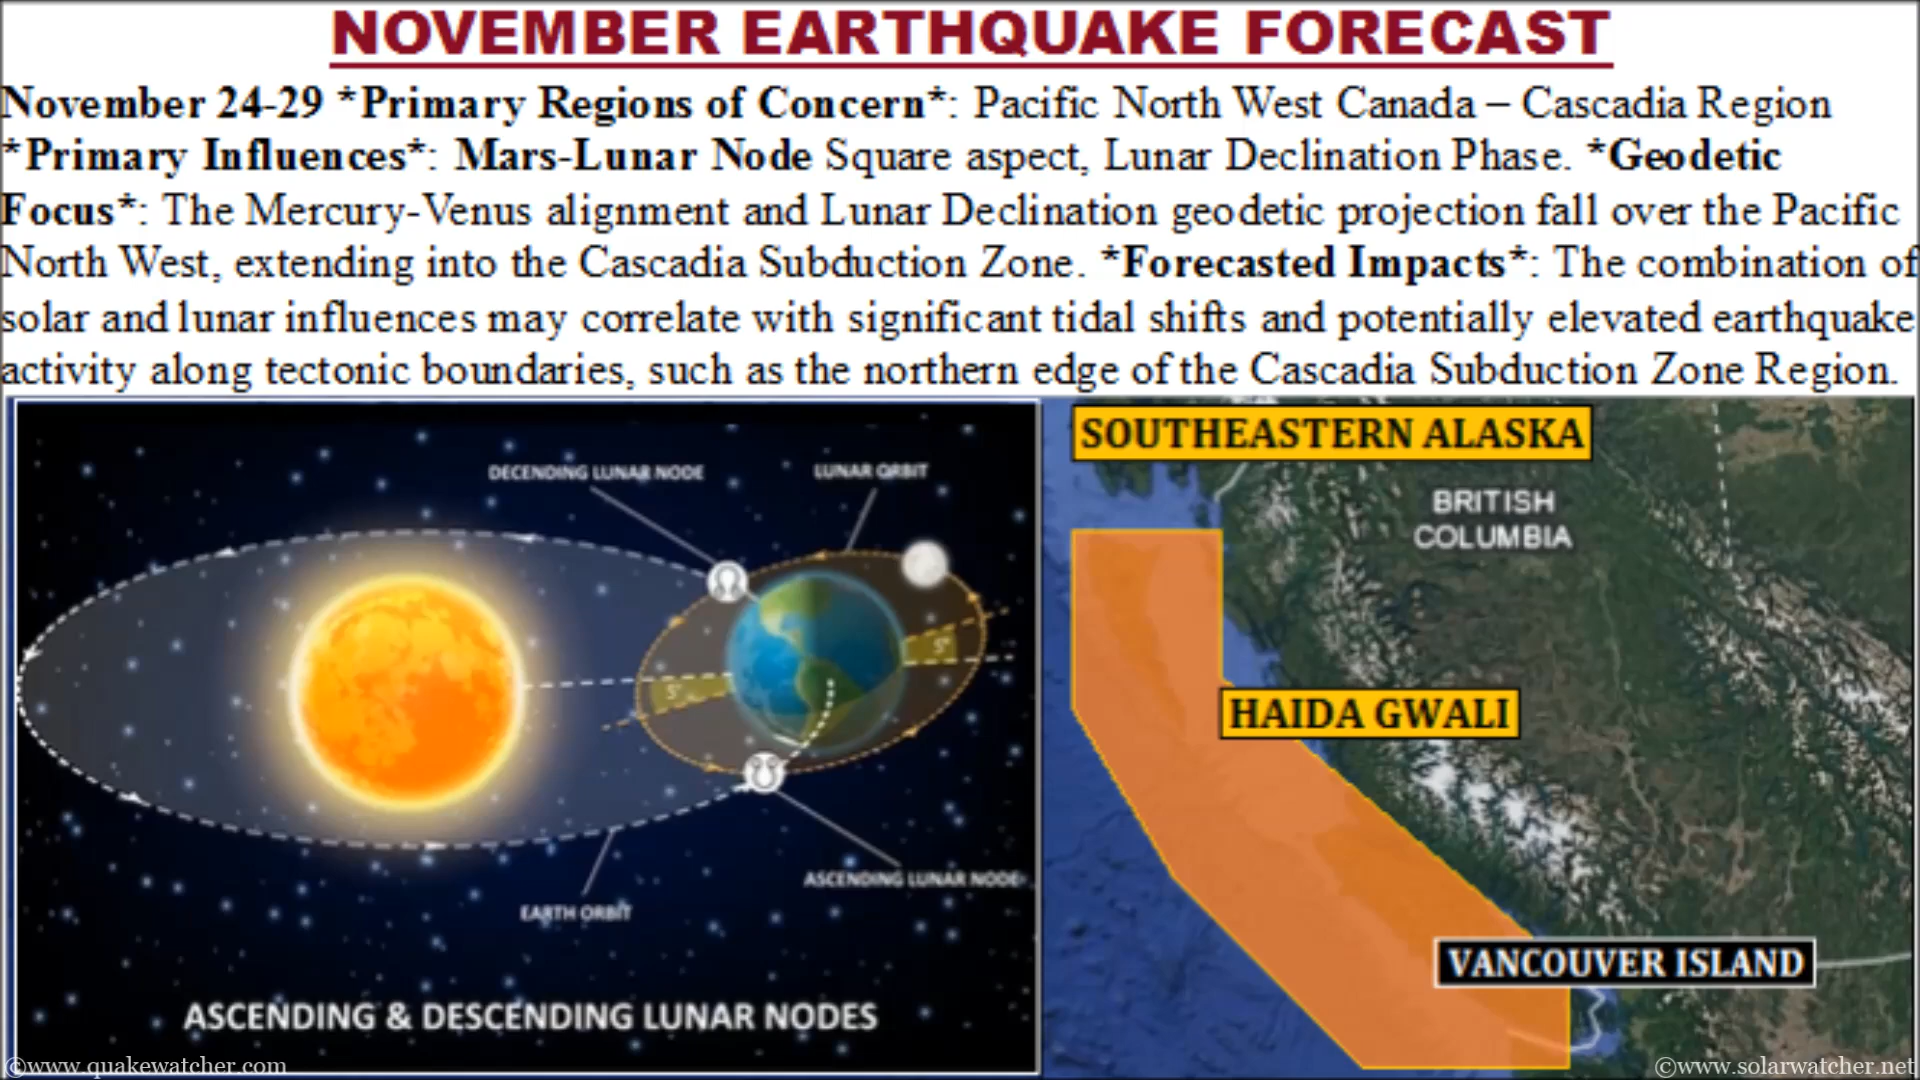 NOVEMBER EARTHQUAKE FORECAST
November 24-29 *Primary Regions of Concern*: Pacific North West Canada – Cascadia Region
*Primary Influences*: Mars-Lunar Node Square aspect, Lunar Declination Phase. *Geodetic
Focus*: The Mercury-Venus alignment and Lunar Declination geodetic projection fall over the Pacific
North West, extending into the Cascadia Subduction Zone. *Forecasted Impacts*: The combination of
solar and lunar influences may correlate with significant tidal shifts and potentially elevated earthquake
activity along tectonic boundaries, such as the northern edge of the Cascadia Subduction Zone Region.
DECENDING LUNAR NODE
LUNAR ORBIT
5°
5°
ASCENDING LUNAR NODE
EARTH ORBIT
ASCENDING & DESCENDING LUNAR NODES
SOUTHEASTERN ALASKA
BRITISH
COLUMBIA
HAIDA GWALI
VANCOUVER ISLAND
©www.quakewatcher.com
©www.solarwatcher.net